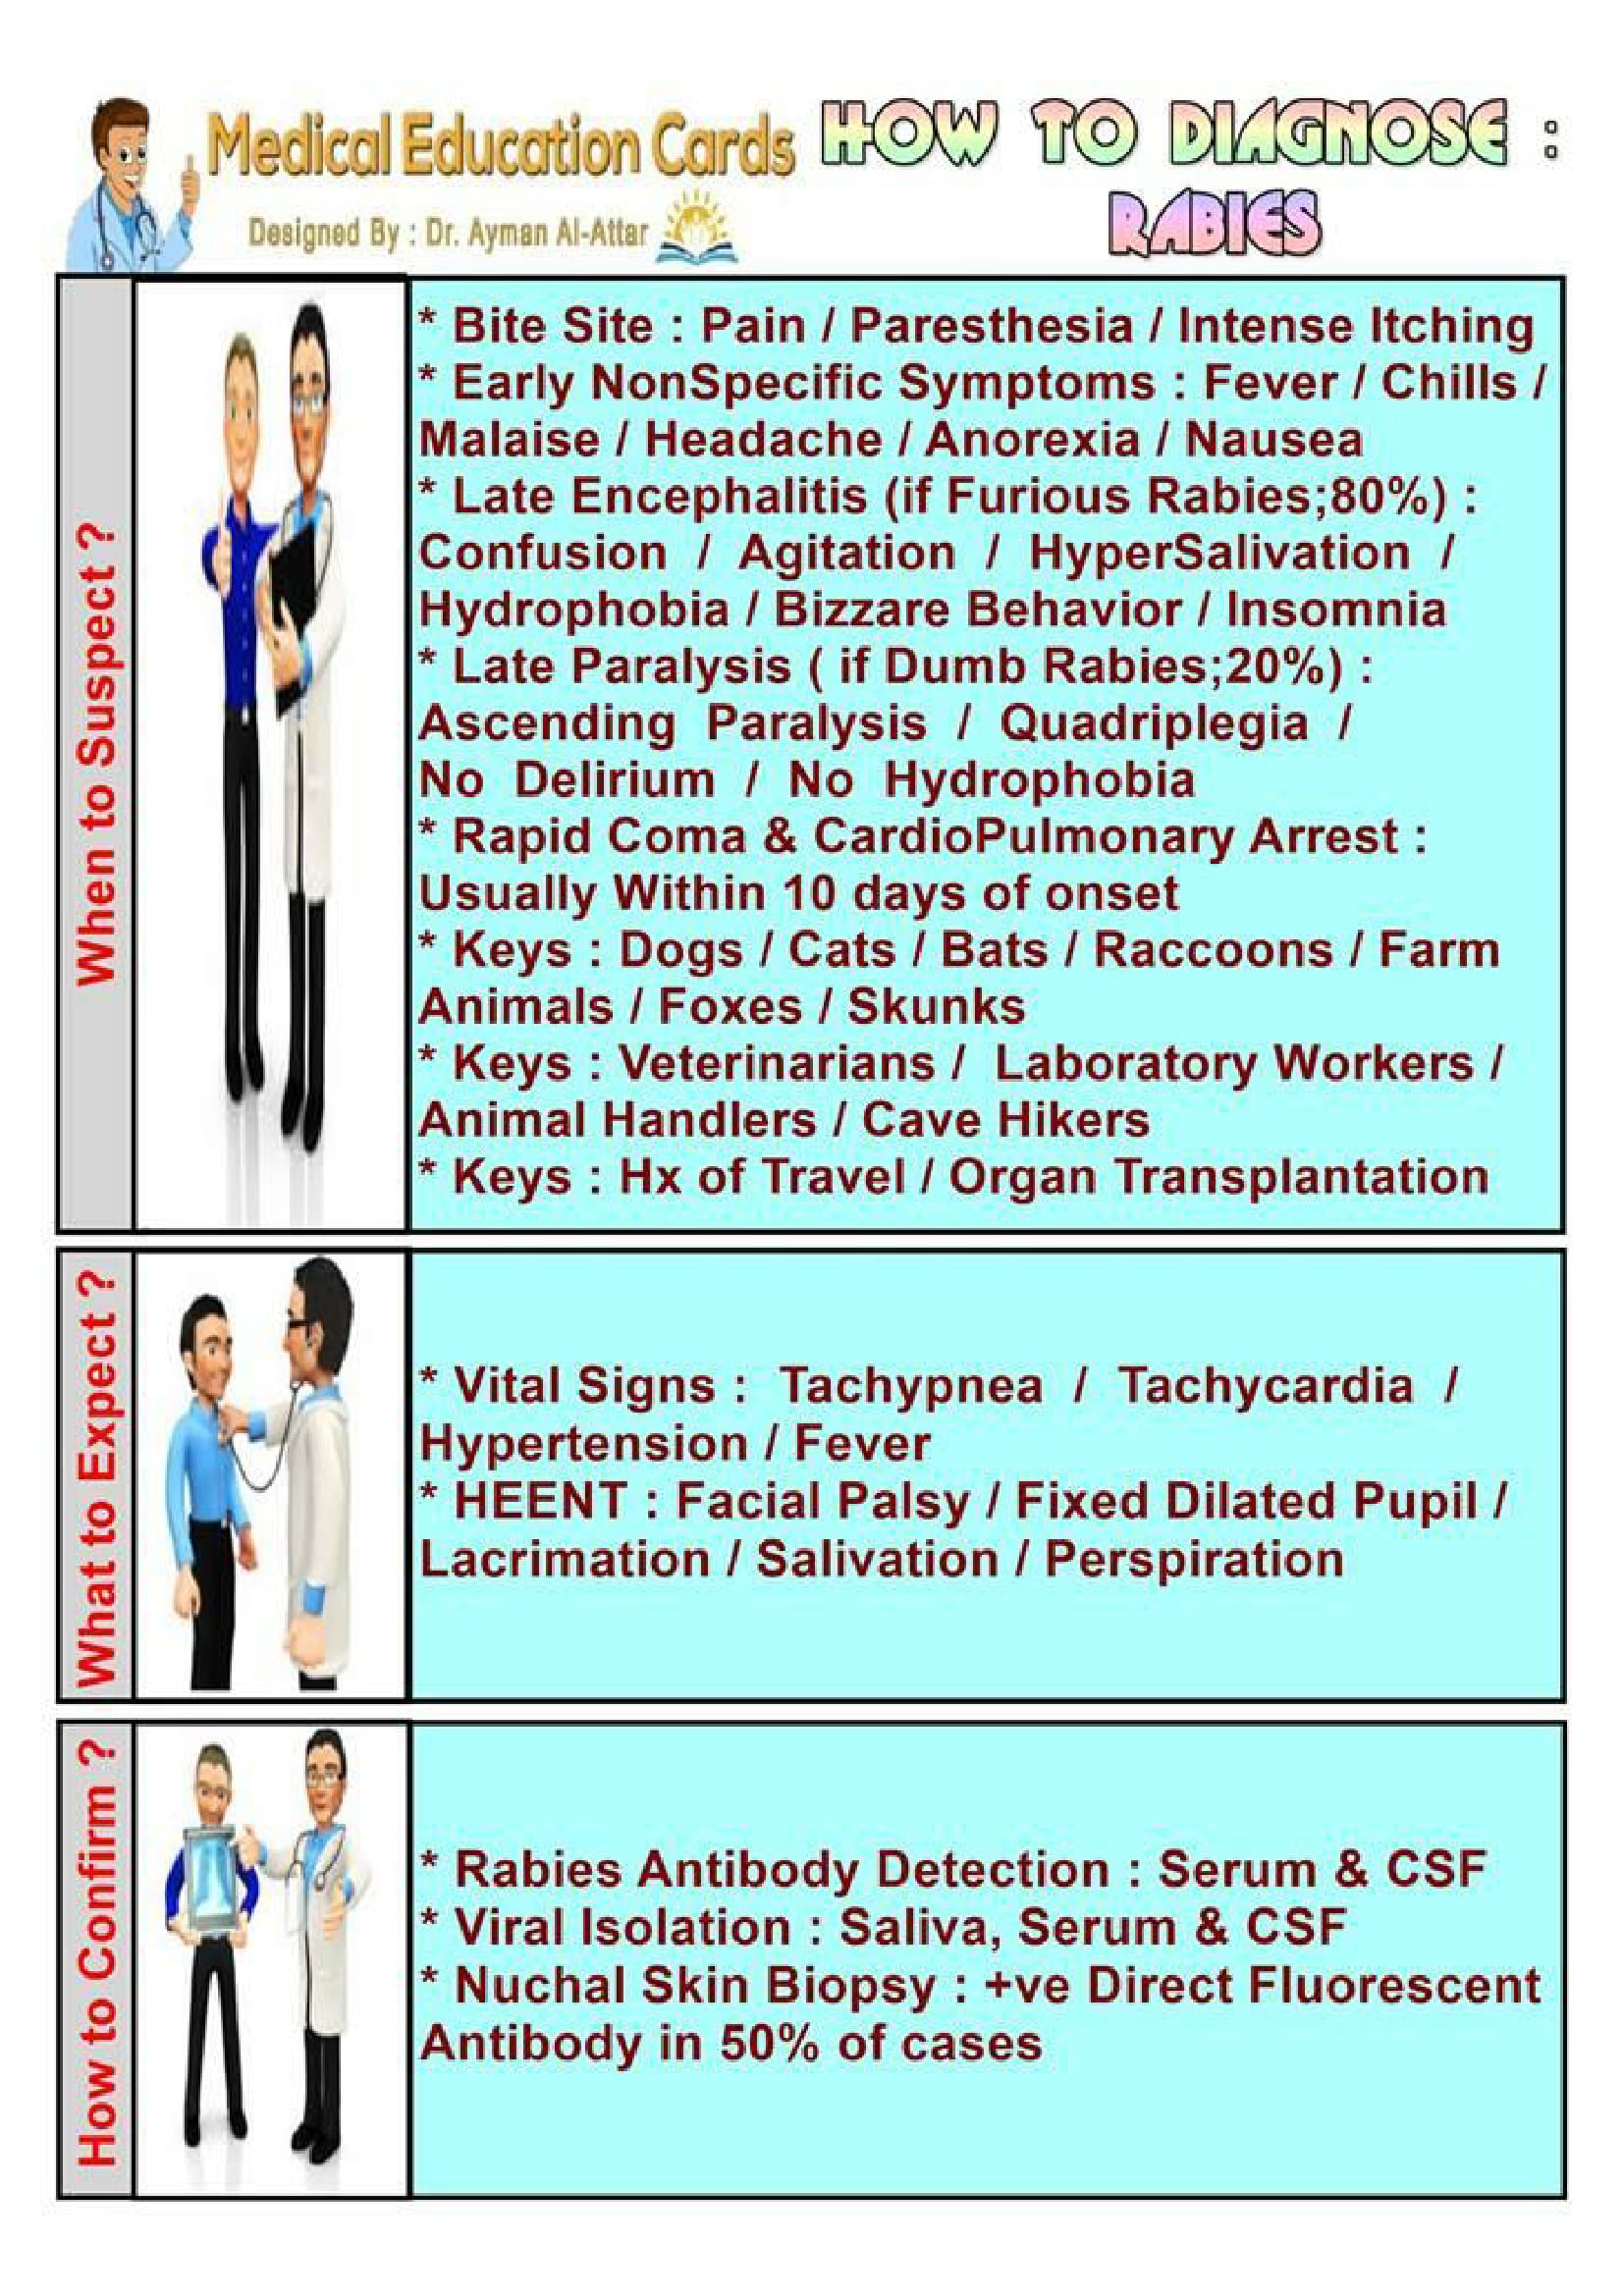 Medical Education Cards
Designed By : Dr. Ayman Al-Attar
HOW TO DIAGNOSE :
RABIES
When to Suspect ?
* Bite Site : Pain / Paresthesia / Intense Itching
* Early NonSpecific Symptoms : Fever / Chills /
Malaise / Headache / Anorexia / Nausea
* Late Encephalitis (if Furious Rabies;80%) :
Confusion / Agitation / HyperSalivation /
Hydrophobia / Bizzare Behavior / Insomnia
* Late Paralysis ( if Dumb Rabies;20%) :
Ascending Paralysis / Quadriplegia /
No Delirium / No Hydrophobia
* Rapid Coma & CardioPulmonary Arrest :
Usually Within 10 days of onset
* Keys : Dogs / Cats / Bats / Raccoons / Farm
Animals / Foxes / Skunks
* Keys : Veterinarians / Laboratory Workers /
Animal Handlers / Cave Hikers
* Keys : Hx of Travel / Organ Transplantation
What to Expect ?
* Vital Signs : Tachypnea / Tachycardia /
Hypertension / Fever
* HEENT : Facial Palsy / Fixed Dilated Pupil /
Lacrimation / Salivation / Perspiration
How to Confirm ?
* Rabies Antibody Detection : Serum & CSF
* Viral Isolation : Saliva, Serum & CSF
* Nuchal Skin Biopsy : +ve Direct Fluorescent
Antibody in 50% of cases